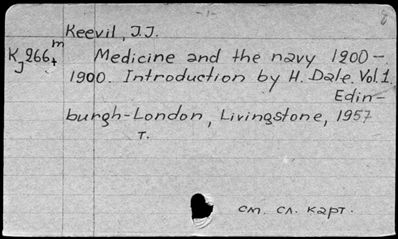 Keevil, J.J.
K J 266 m/4 Medicine and the navy 1200-
1900. Introduction by H. Dale. Vol. 1.
Edin-
burgh-London, Livingstone, 1957
т.
см. сл. карт.